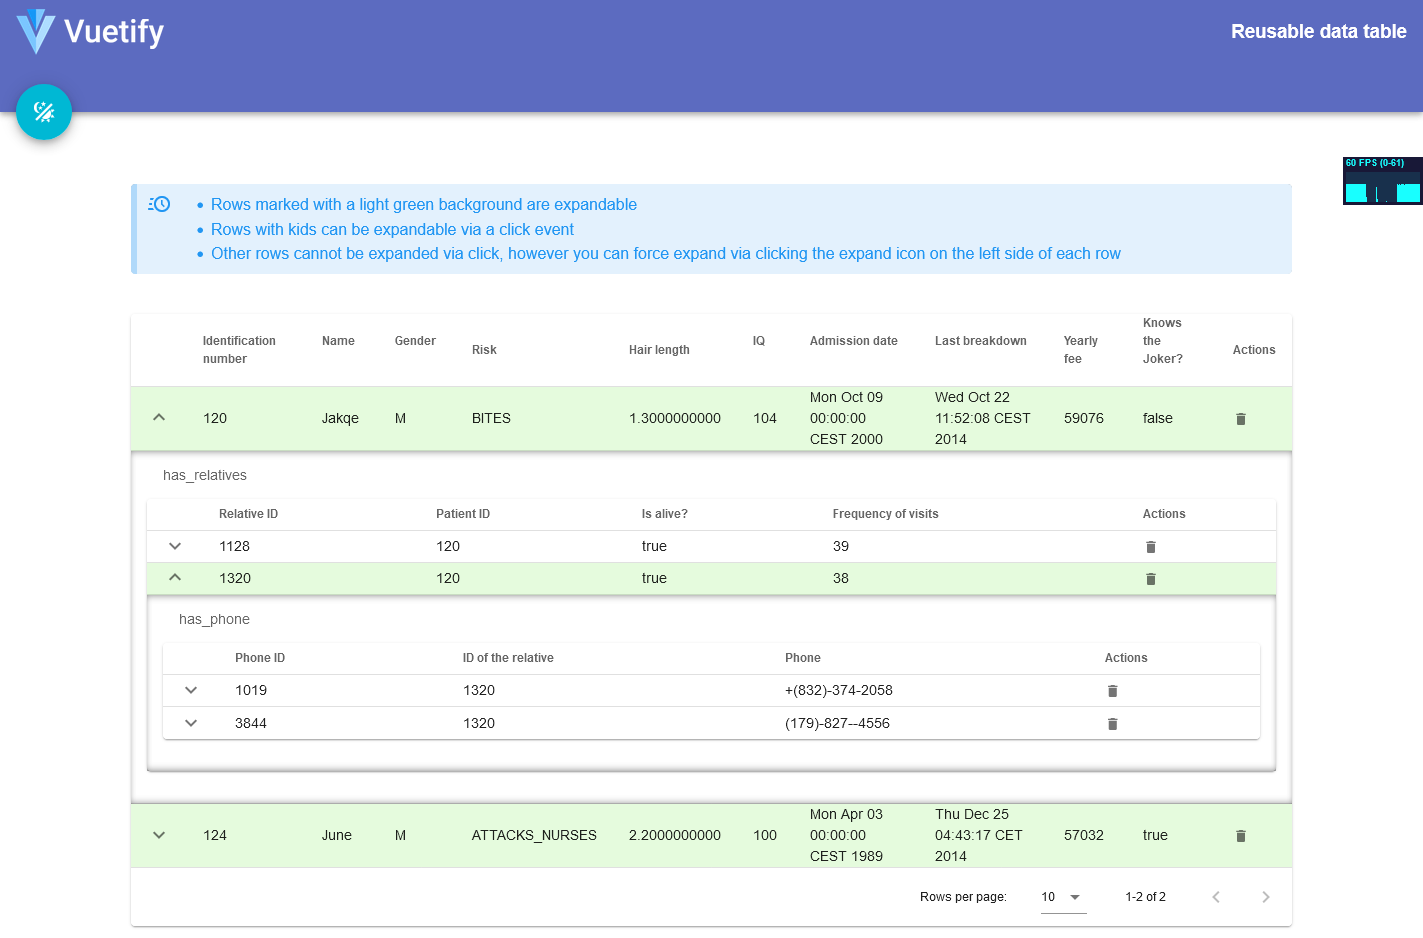 Vuetify
Reusable data table
60 FPS (0-61)
Rows marked with a light green background are expandable
Rows with kids can be expandable via a click event
Other rows cannot be expanded via click, however you can force expand via clicking the expand icon on the left side of each row
Identification number Name Gender Risk Hair length IQ Admission date Last breakdown Yearly fee Knows the Joker? Actions
120 Jakqe M BITES 1.3000000000 104 Mon Oct 09 00:00:00 CEST 2000 Wed Oct 22 11:52:08 CEST 2014 59076 false
has_relatives
Relative ID Patient ID Is alive? Frequency of visits Actions
1128 120 true 39
1320 120 true 38
has_phone
Phone ID ID of the relative Phone Actions
1019 1320 +(832)-374-2058
3844 1320 (179)-827--4556
124 June M ATTACKS_NURSES 2.2000000000 100 Mon Apr 03 00:00:00 CEST 1989 Thu Dec 25 04:43:17 CET 2014 57032 true
Rows per page: 10 1-2 of 2